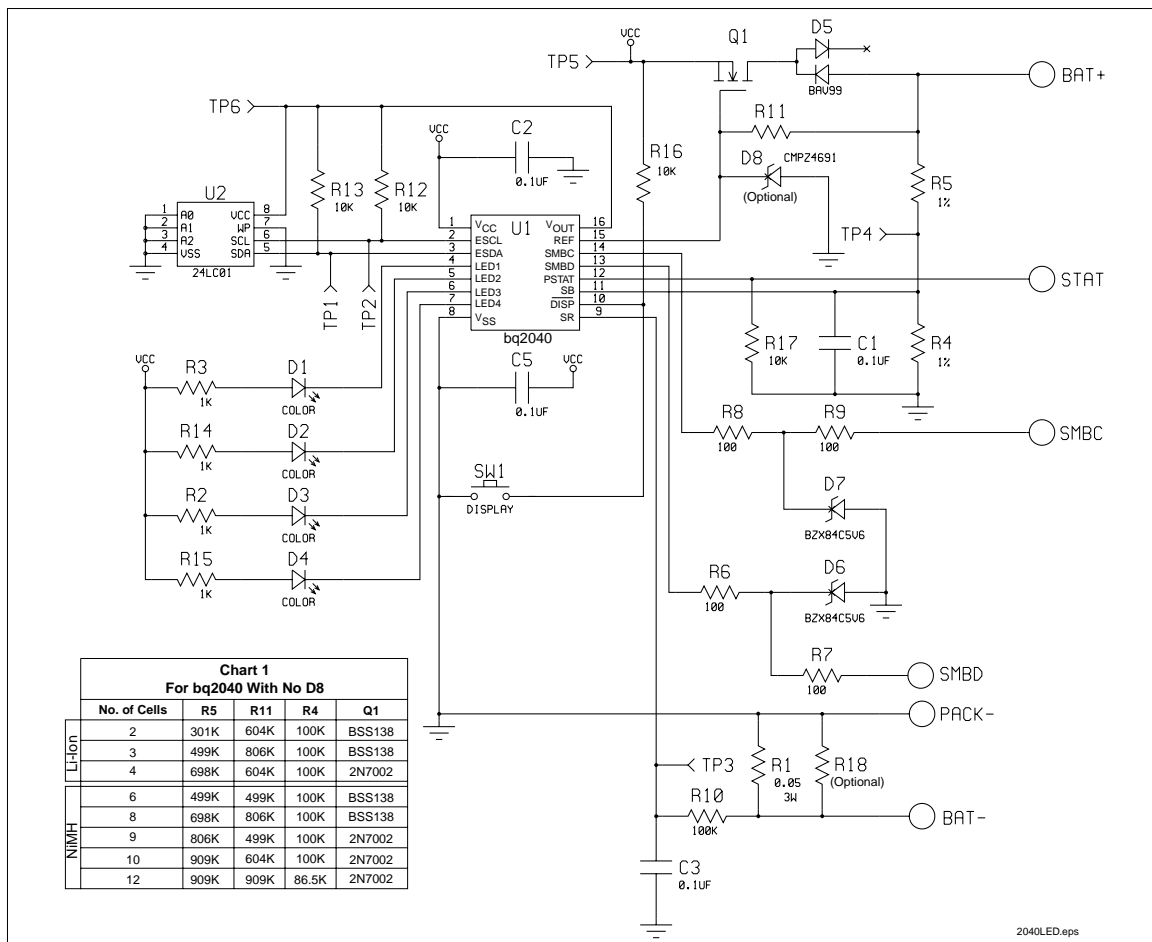 VCC
Q1
D5
TP5
BAV99
BAT+
TP6
VCC
C2
0.1UF
R16
10K
R11
D8
CMPZ4691
(Optional)
R5
1%
R13
10K
R12
10K
TP4
U2
1 A0 VCC 8
2 A1 WP 7
3 A2 SCL 6
4 VSS SDA 5
24LC01
TP1
TP2
U1
1 VCC VOUT 16
2 ESCL REF 15
3 ESDA SMBC 14
4 LED1 SMBD 13
5 LED2 PSTAT 12
6 LED3 SB 11
7 LED4 DISP 10
8 VSS SR 9
bq2040
STAT
R17
10K
C1
0.1UF
R4
1%
VCC
C5
0.1UF
VCC
R3
1K
D1
COLOR
R14
1K
D2
COLOR
R2
1K
D3
COLOR
R15
1K
D4
COLOR
SW1
DISPLAY
R8
100
R9
100
SMBC
D7
BZX84C5V6
R6
100
D6
BZX84C5V6
R7
100
SMBD
PACK-
TP3
R1
0.05
3W
R18
(Optional)
R10
100K
BAT-
C3
0.1UF
Chart 1
For bq2040 With No D8
No. of Cells R5 R11 R4 Q1
Li-Ion
2 301K 604K 100K BSS138
3 499K 806K 100K BSS138
4 698K 604K 100K 2N7002
NiMH
6 499K 499K 100K BSS138
8 698K 806K 100K BSS138
9 806K 499K 100K 2N7002
10 909K 604K 100K 2N7002
12 909K 909K 86.5K 2N7002
2040LED.eps